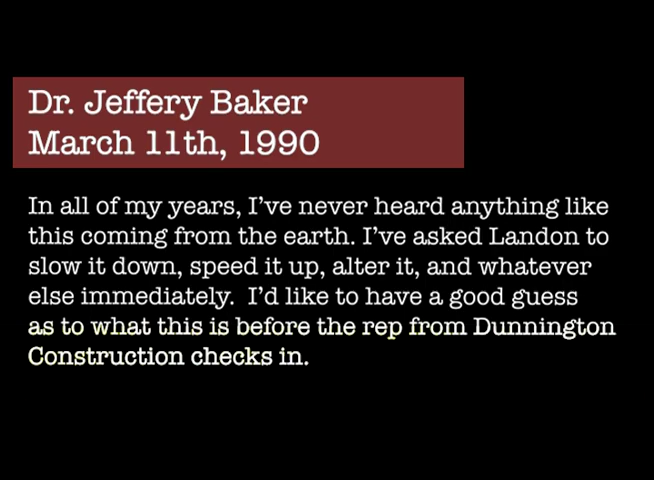 Dr. Jeffery Baker
March 11th, 1990
In all of my years, I've never heard anything like
this coming from the earth. I've asked Landon to
slow it down, speed it up, alter it, and whatever
else immediately.  I'd like to have a good guess
as to what this is before the rep from Dunnington
Construction checks in.